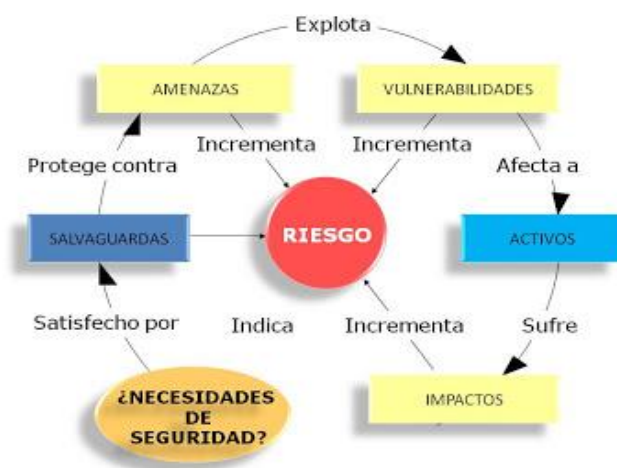 Explota
AMENAZAS
VULNERABILIDADES
Incrementa
Incrementa
Protege contra
Afecta a
SALVAGUARDAS
RIESGO
ACTIVOS
Satisfecho por
Indica
Incrementa
Sufre
¿NECESIDADES
DE
SEGURIDAD?
IMPACTOS